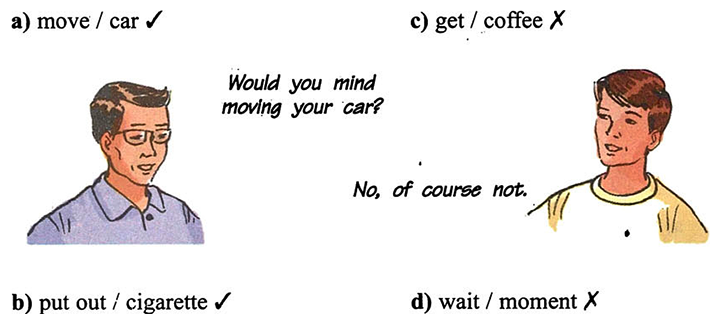 a) move / car ✓
c) get / coffee ✗
Would you mind
moving your car?
No, of course not.
b) put out / cigarette ✓
d) wait / moment ✗